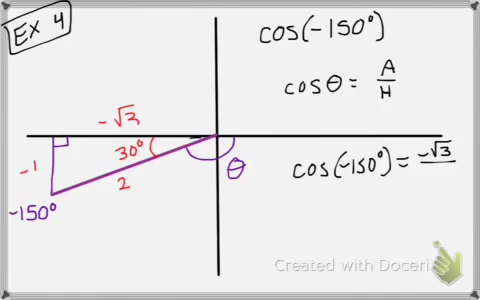 EX 4
cos(-150°)
cosθ = A/H
-√3
30°
-1
2
θ
-150°
cos(-150°) = -√3
Created with Doceri